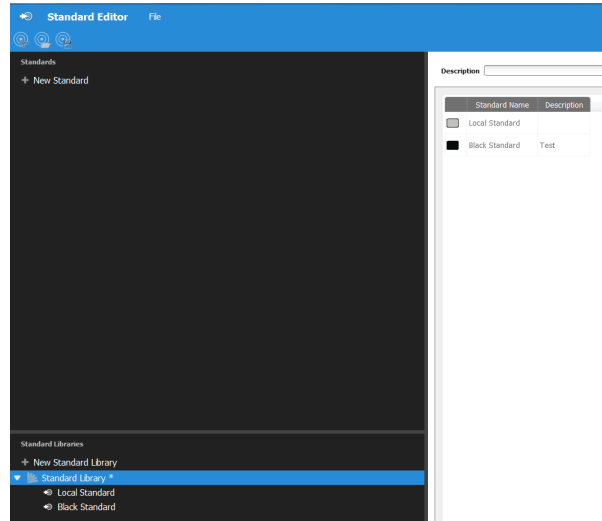 Standard Editor File
Standards
+ New Standard
Description
Standard Name Description
Local Standard
Black Standard Test
Standard Libraries
+ New Standard Library
Standard Library *
Local Standard
Black Standard